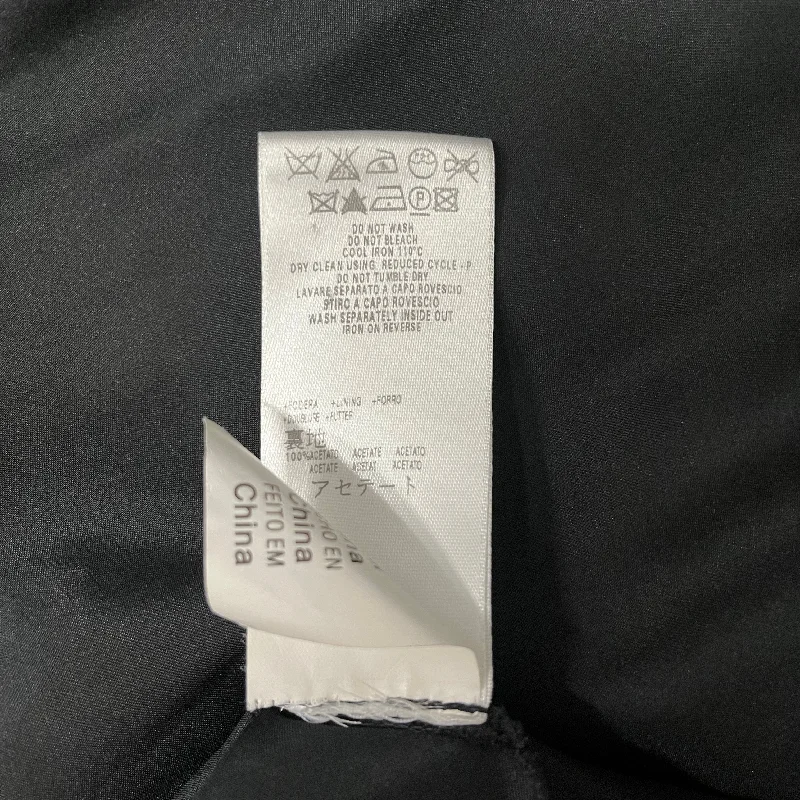 DO NOT WASH
DO NOT BLEACH
COOL IRON 110°C
DRY CLEAN USING REDUCED CYCLE - P
DO NOT TUMBLE DRY
LAVARE SEPARATO A CAPO ROVESCIO
STIRO A CAPO ROVESCIO
WASH SEPARATELY INSIDE OUT
IRON ON REVERSE
+FODERA +LINING +FORRO
+DOUBLURE +FUTTER
裏地
100%ACETATO ACETATE ACETATO
ACETATE ACETAT ACETATO
アセテート
EN
China
FEITO EM
China